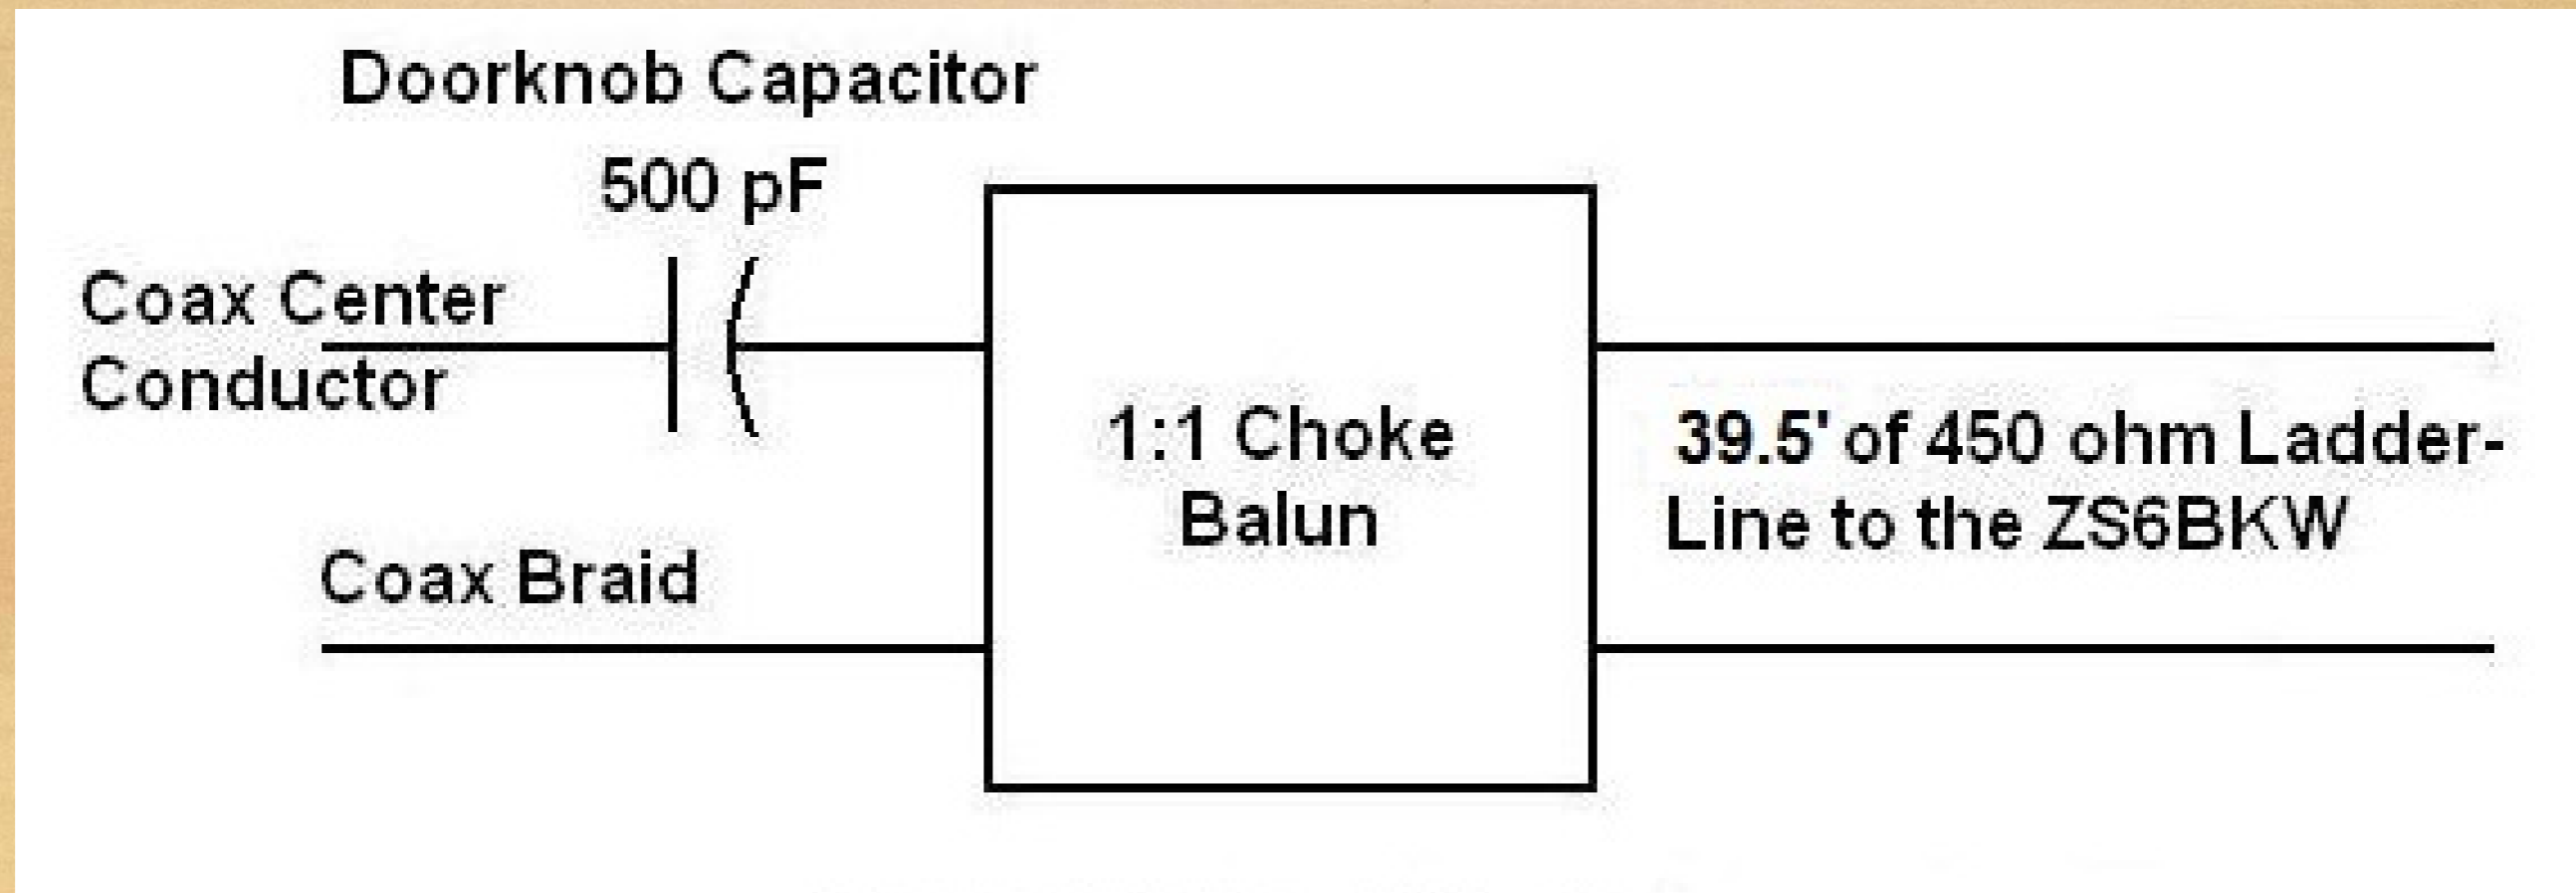 Doorknob Capacitor
500 pF
Coax Center
Conductor
Coax Braid
1:1 Choke
Balun
39.5' of 450 ohm Ladder-
Line to the ZS6BKW